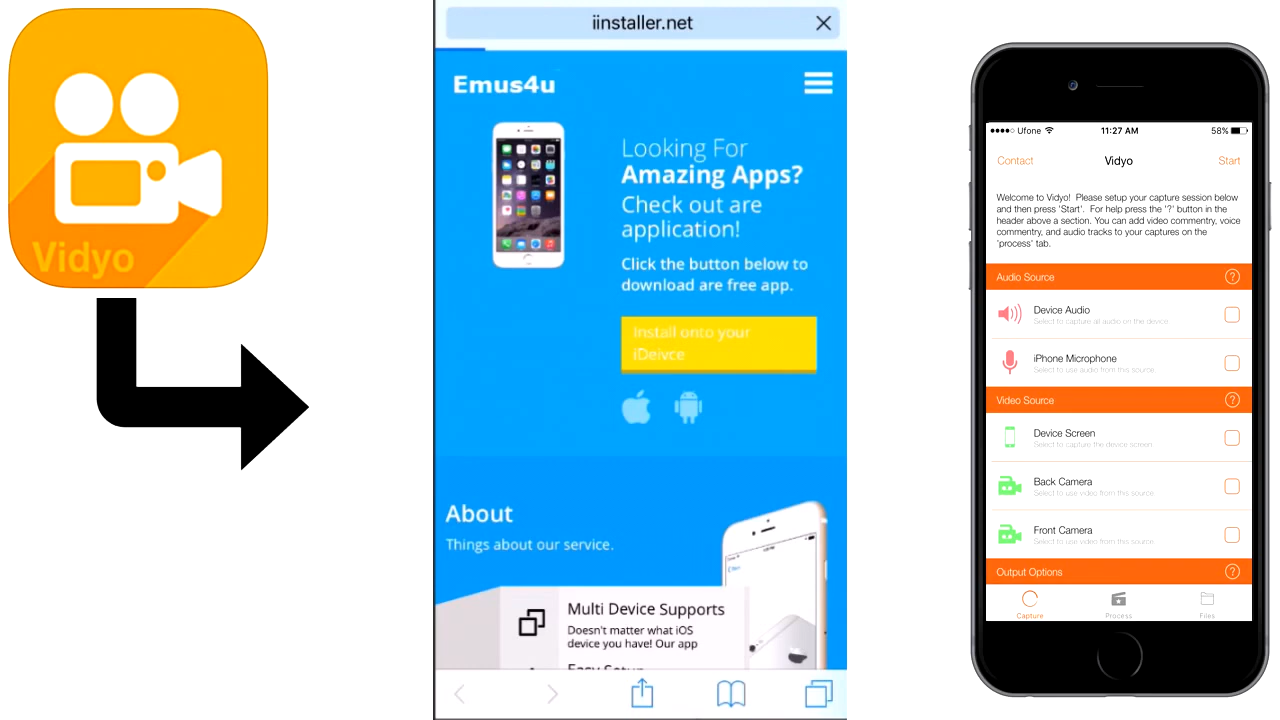 Vidyo
iinstaller.net
Emus4u
Looking For
Amazing Apps?
Check out are
application!
Click the button below to
download are free app.
Install onto your
iDeivce
About
Things about our service.
Multi Device Supports
Doesn't matter what iOS
device you have! Our app
Easy Setup
Ufone
11:27 AM
58%
Contact
Vidyo
Start
Welcome to Vidyo! Please setup your capture session below
and then press 'Start'. For help press the '?' button in the
header above a section. You can add video commentry, voice
commentry, and audio tracks to your captures on the
'process' tab.
Audio Source
?
Device Audio
Select to capture all audio on the device
iPhone Microphone
Select to use audio from this source
Video Source
?
Device Screen
Select to capture the device screen
Back Camera
Select to use video from this source
Front Camera
Select to use video from this source
Output Options
?
Capture
Process
Files